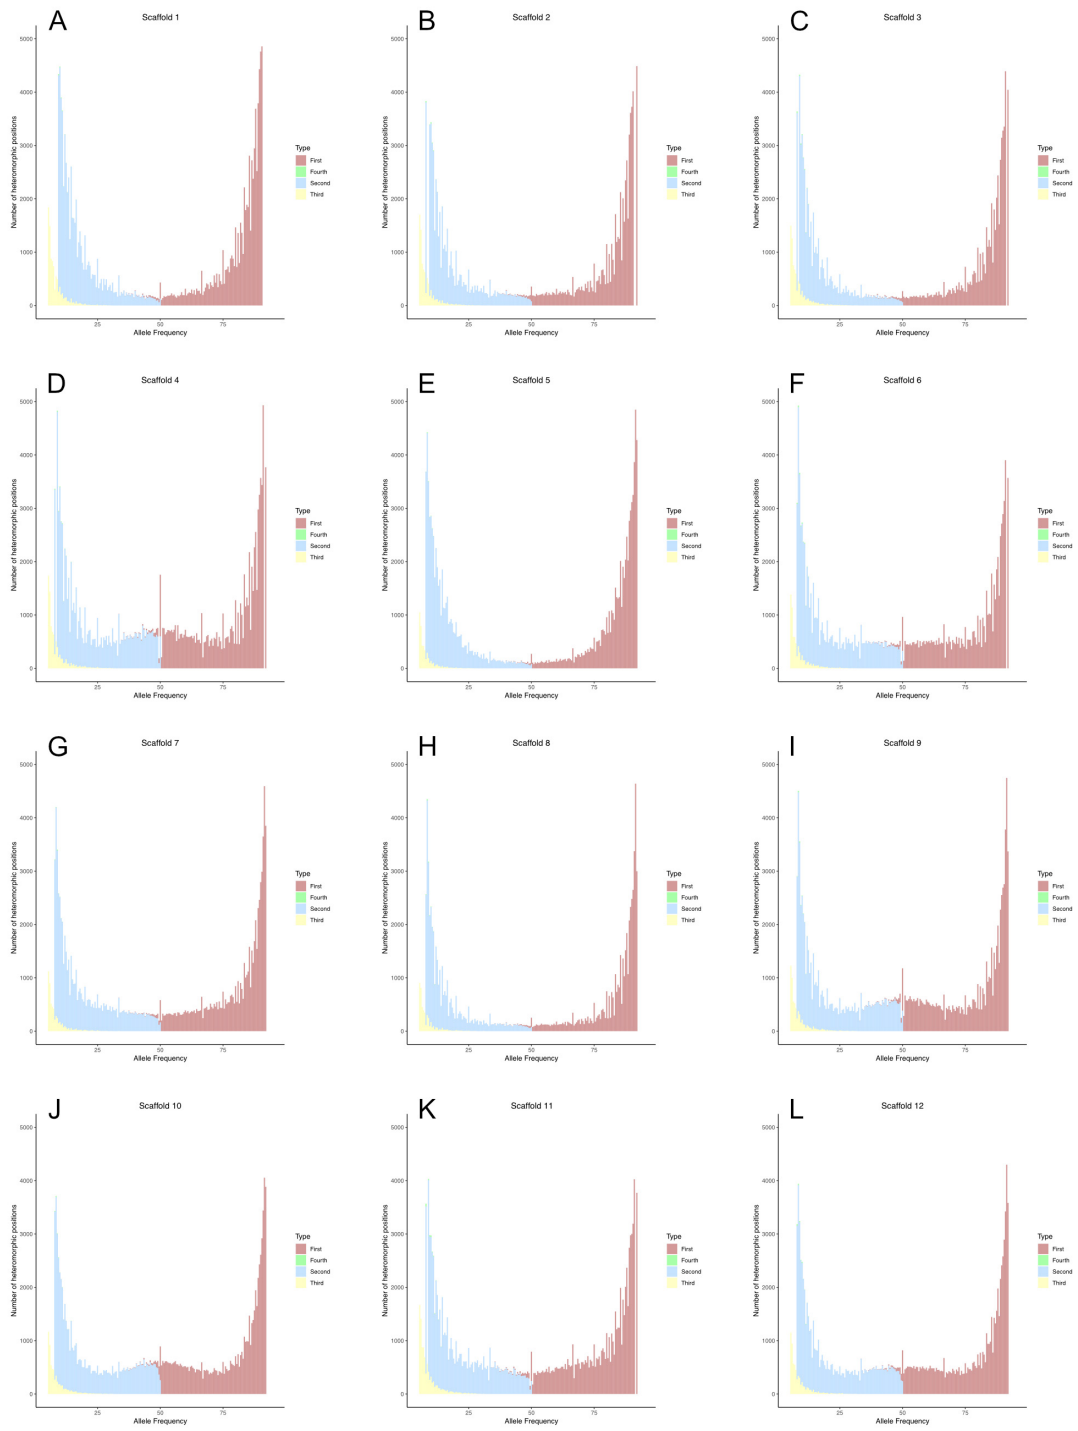 A
Scaffold 1
Number of heteromorphic positions
5000
4000
3000
2000
1000
0
25
50
75
Allele Frequency
Type
First
Fourth
Second
Third
B
Scaffold 2
Number of heteromorphic positions
5000
4000
3000
2000
1000
0
25
50
75
Allele Frequency
Type
First
Fourth
Second
Third
C
Scaffold 3
Number of heteromorphic positions
5000
4000
3000
2000
1000
0
25
50
75
Allele Frequency
Type
First
Fourth
Second
Third
D
Scaffold 4
Number of heteromorphic positions
5000
4000
3000
2000
1000
0
25
50
75
Allele Frequency
Type
First
Fourth
Second
Third
E
Scaffold 5
Number of heteromorphic positions
5000
4000
3000
2000
1000
0
25
50
75
Allele Frequency
Type
First
Fourth
Second
Third
F
Scaffold 6
Number of heteromorphic positions
5000
4000
3000
2000
1000
0
25
50
75
Allele Frequency
Type
First
Fourth
Second
Third
G
Scaffold 7
Number of heteromorphic positions
5000
4000
3000
2000
1000
0
25
50
75
Allele Frequency
Type
First
Fourth
Second
Third
H
Scaffold 8
Number of heteromorphic positions
5000
4000
3000
2000
1000
0
25
50
75
Allele Frequency
Type
First
Fourth
Second
Third
I
Scaffold 9
Number of heteromorphic positions
5000
4000
3000
2000
1000
0
25
50
75
Allele Frequency
Type
First
Fourth
Second
Third
J
Scaffold 10
Number of heteromorphic positions
5000
4000
3000
2000
1000
0
25
50
75
Allele Frequency
Type
First
Fourth
Second
Third
K
Scaffold 11
Number of heteromorphic positions
5000
4000
3000
2000
1000
0
25
50
75
Allele Frequency
Type
First
Fourth
Second
Third
L
Scaffold 12
Number of heteromorphic positions
5000
4000
3000
2000
1000
0
25
50
75
Allele Frequency
Type
First
Fourth
Second
Third